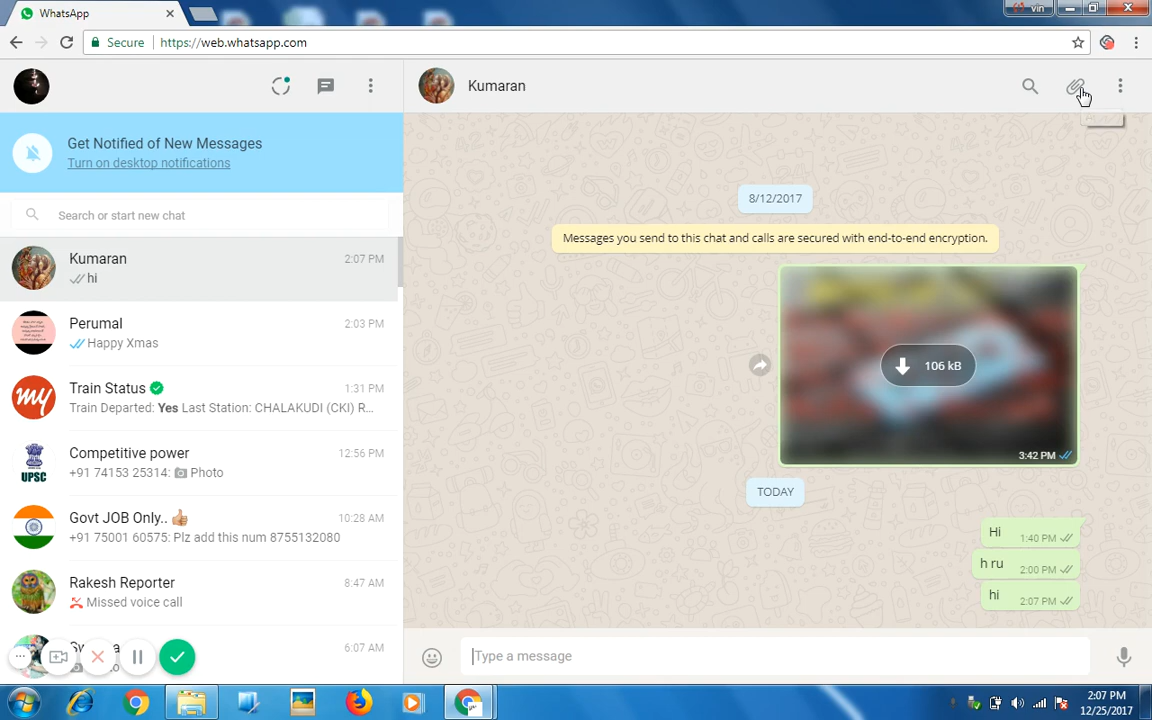 WhatsApp
vin
Secure
https://web.whatsapp.com
Kumaran
Get Notified of New Messages
Turn on desktop notifications
Search or start new chat
Kumaran 2:07 PM
hi
Perumal 2:03 PM
Happy Xmas
my
Train Status 1:31 PM
Train Departed: Yes Last Station: CHALAKUDI (CKI) R...
UPSC
Competitive power 12:56 PM
+91 74153 25314: Photo
Govt JOB Only.. 10:28 AM
+91 75001 60575: Plz add this num 8755132080
Rakesh Reporter 8:47 AM
Missed voice call
6:07 AM
8/12/2017
Messages you send to this chat and calls are secured with end-to-end encryption.
106 kB
3:42 PM
TODAY
Hi 1:40 PM
h ru 2:00 PM
hi 2:07 PM
Type a message
2:07 PM
12/25/2017